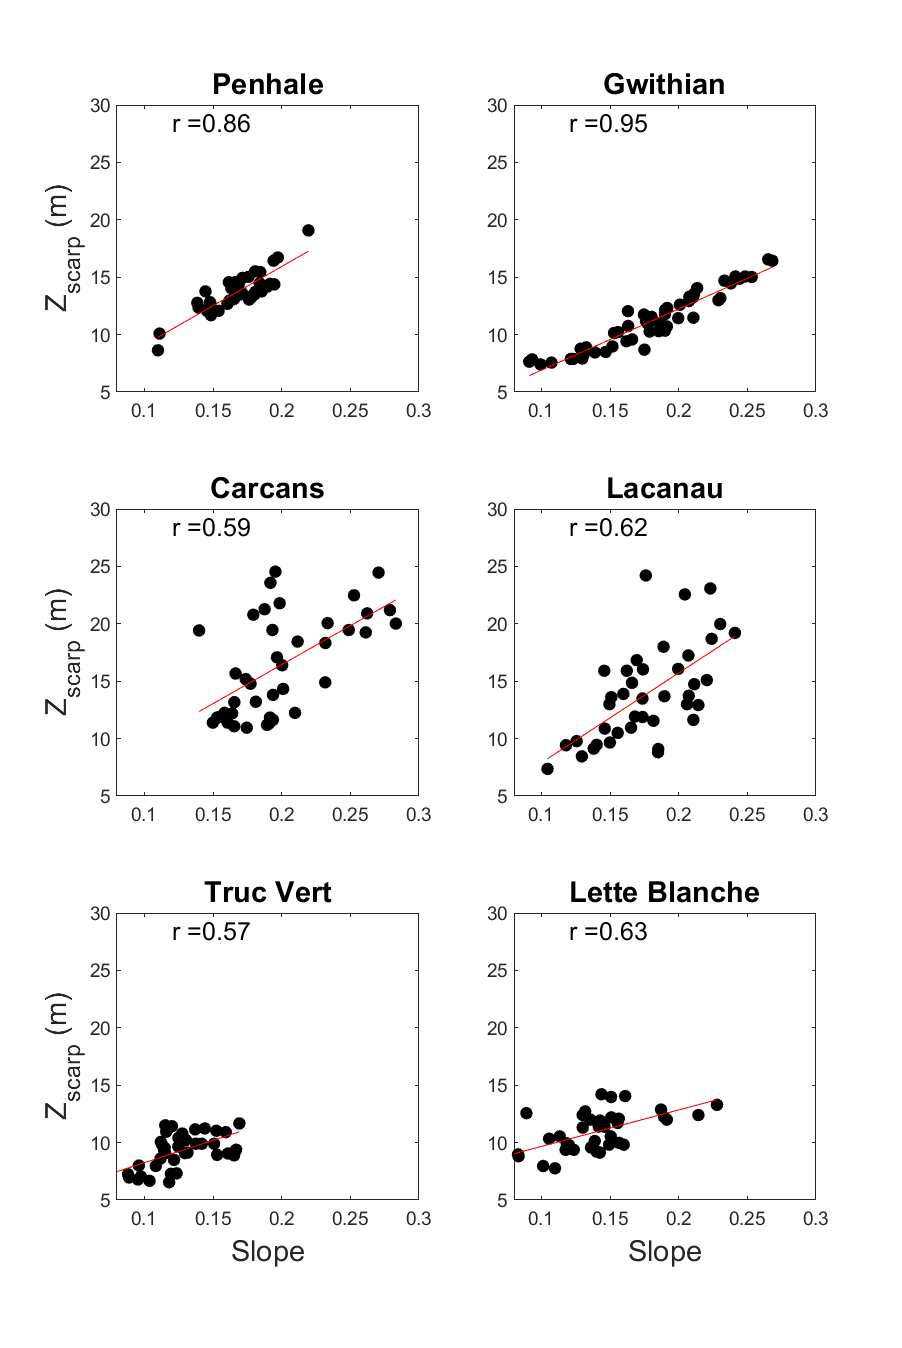 Penhale
r =0.86
30
25
20
15
10
5
Z_scarp (m)
0.1 0.15 0.2 0.25 0.3
Gwithian
r =0.95
30
25
20
15
10
5
0.1 0.15 0.2 0.25 0.3
Carcans
r =0.59
30
25
20
15
10
5
Z_scarp (m)
0.1 0.15 0.2 0.25 0.3
Lacanau
r =0.62
30
25
20
15
10
5
0.1 0.15 0.2 0.25 0.3
Truc Vert
r =0.57
30
25
20
15
10
5
Z_scarp (m)
0.1 0.15 0.2 0.25 0.3
Slope
Lette Blanche
r =0.63
30
25
20
15
10
5
0.1 0.15 0.2 0.25 0.3
Slope